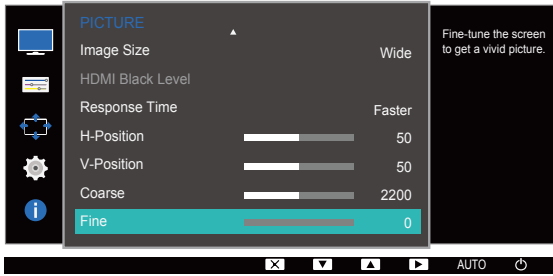 PICTURE
Image Size Wide
HDMI Black Level
Response Time Faster
H-Position 50
V-Position 50
Coarse 2200
Fine 0
Fine-tune the screen
to get a vivid picture.
AUTO